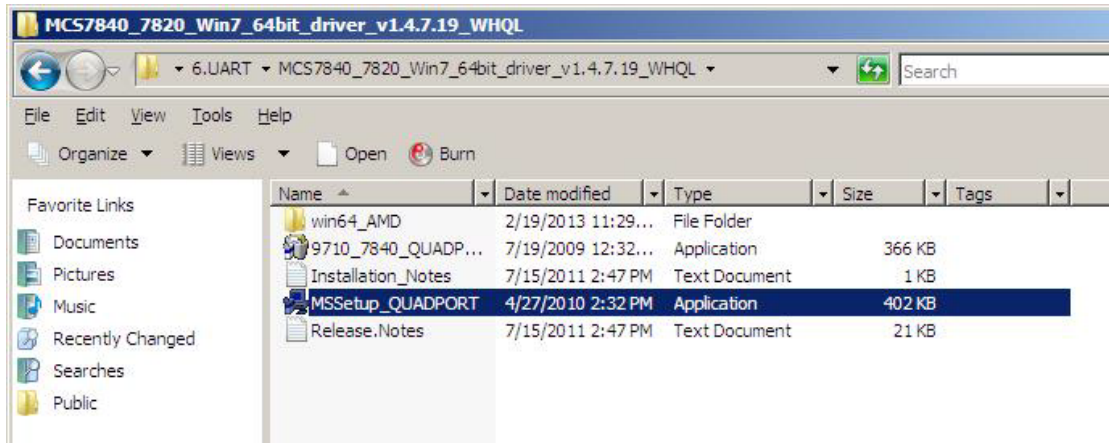 MCS7840_7820_Win7_64bit_driver_v1.4.7.19_WHQL
6.UART MCS7840_7820_Win7_64bit_driver_v1.4.7.19_WHQL Search
File Edit View Tools Help
Organize Views Open Burn
Favorite Links
Documents
Pictures
Music
Recently Changed
Searches
Public
Name Date modified Type Size Tags
win64_AMD 2/19/2013 11:29... File Folder
9710_7840_QUADP... 7/19/2009 12:32... Application 366 KB
Installation_Notes 7/15/2011 2:47 PM Text Document 1 KB
MSSetup_QUADPORT 4/27/2010 2:32 PM Application 402 KB
Release.Notes 7/15/2011 2:47 PM Text Document 21 KB